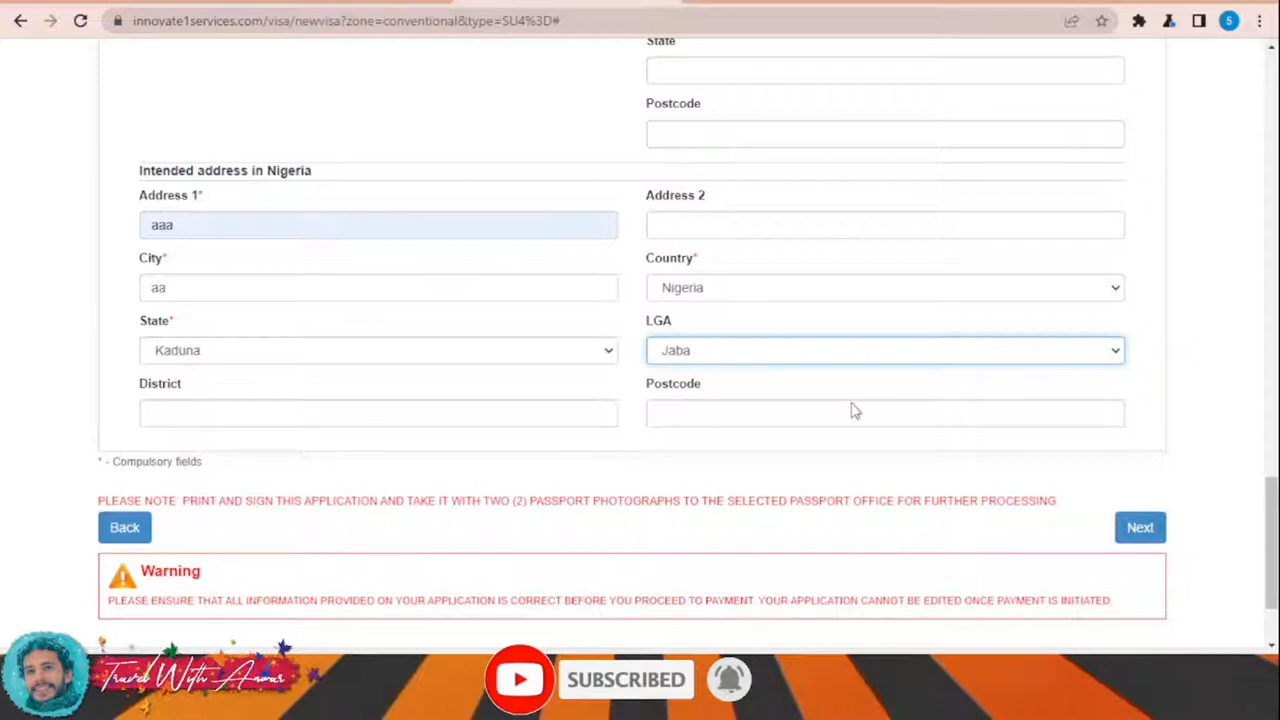 innovate1services.com/visa/newvisa?zone=conventional&type=SU4%3D#
5
State
Postcode
Intended address in Nigeria
Address 1*
Address 2
aaa
City*
Country*
aa
Nigeria
State*
LGA
Kaduna
Jaba
District
Postcode
* - Compulsory fields
PLEASE NOTE: PRINT AND SIGN THIS APPLICATION AND TAKE IT WITH TWO (2) PASSPORT PHOTOGRAPHS TO THE SELECTED PASSPORT OFFICE FOR FURTHER PROCESSING.
Back
Next
Warning
PLEASE ENSURE THAT ALL INFORMATION PROVIDED ON YOUR APPLICATION IS CORRECT BEFORE YOU PROCEED TO PAYMENT. YOUR APPLICATION CANNOT BE EDITED ONCE PAYMENT IS INITIATED.
Travel With Anwar
SUBSCRIBED